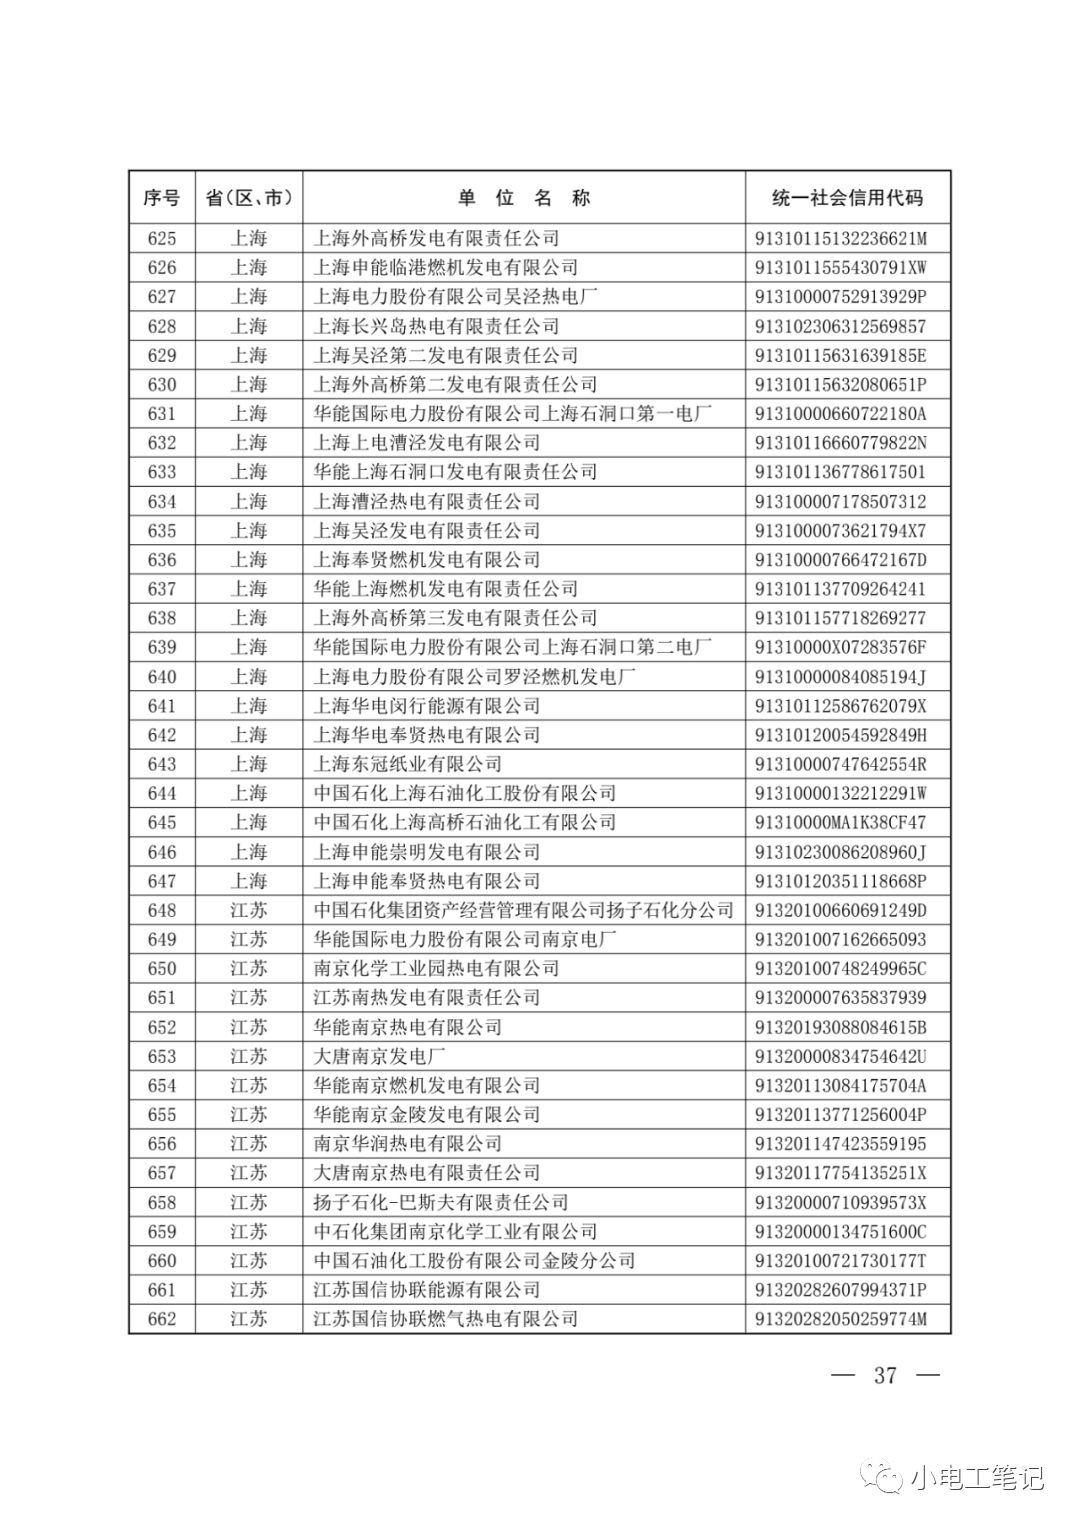 序号 省(区、市) 单位名称 统一社会信用代码
625 上海 上海外高桥发电有限责任公司 91310115132236621M
626 上海 上海申能临港燃机发电有限公司 9131011555430791XW
627 上海 上海电力股份有限公司吴泾热电厂 91310000752913929P
628 上海 上海长兴岛热电有限责任公司 913102306312569857
629 上海 上海吴泾第二发电有限责任公司 91310115631639185E
630 上海 上海外高桥第二发电有限责任公司 91310115632080651P
631 上海 华能国际电力股份有限公司上海石洞口第一电厂 91310000660722180A
632 上海 上海上电漕泾发电有限公司 91310116660779822N
633 上海 华能上海石洞口发电有限责任公司 913101136778617501
634 上海 上海漕泾热电有限责任公司 913100007178507312
635 上海 上海吴泾发电有限责任公司 9131000073621794X7
636 上海 上海奉贤燃机发电有限公司 91310000766472167D
637 上海 华能上海燃机发电有限责任公司 913101137709264241
638 上海 上海外高桥第三发电有限责任公司 913101157718269277
639 上海 华能国际电力股份有限公司上海石洞口第二电厂 91310000X07283576F
640 上海 上海电力股份有限公司罗泾燃机发电厂 91310000084085194J
641 上海 上海华电闵行能源有限公司 91310112586762079X
642 上海 上海华电奉贤热电有限公司 91310120054592849H
643 上海 上海东冠纸业有限公司 91310000747642554R
644 上海 中国石化上海石油化工股份有限公司 91310000132212291W
645 上海 中国石化上海高桥石油化工有限公司 91310000MA1K38CF47
646 上海 上海申能崇明发电有限公司 91310230086208960J
647 上海 上海申能奉贤热电有限公司 91310120351118668P
648 江苏 中国石化集团资产经营管理有限公司扬子石化分公司 91320100660691249D
649 江苏 华能国际电力股份有限公司南京电厂 913201007162665093
650 江苏 南京化学工业园热电有限公司 91320100748249965C
651 江苏 江苏南热发电有限责任公司 913200007635837939
652 江苏 华能南京热电有限公司 91320193088084615B
653 江苏 大唐南京发电厂 91320000834754642U
654 江苏 华能南京燃机发电有限公司 91320113084175704A
655 江苏 华能南京金陵发电有限公司 91320113771256004P
656 江苏 南京华润热电有限公司 913201147423559195
657 江苏 大唐南京热电有限责任公司 91320117754135251X
658 江苏 扬子石化-巴斯夫有限责任公司 91320000710939573X
659 江苏 中石化集团南京化学工业有限公司 91320000134751600C
660 江苏 中国石油化工股份有限公司金陵分公司 91320100721730177T
661 江苏 江苏国信协联能源有限公司 91320282607994371P
662 江苏 江苏国信协联燃气热电有限公司 91320282050259774M
— 37 —
小电工笔记